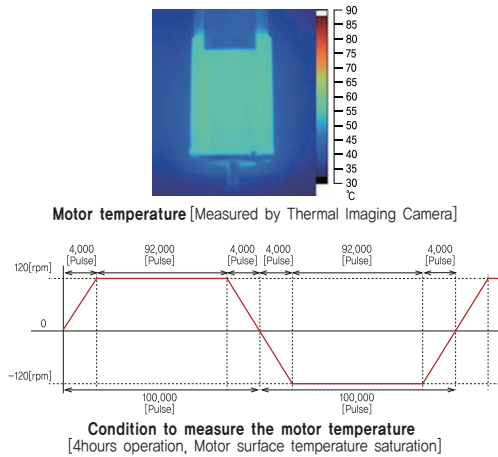 90
85
80
75
70
65
60
55
50
45
40
35
30
℃
Motor temperature [Measured by Thermal Imaging Camera]
4,000 92,000 4,000 4,000 92,000 4,000
[Pulse] [Pulse] [Pulse] [Pulse] [Pulse] [Pulse]
120[rpm]
0
-120[rpm]
100,000 100,000
[Pulse] [Pulse]
Condition to measure the motor temperature
[4hours operation, Motor surface temperature saturation]